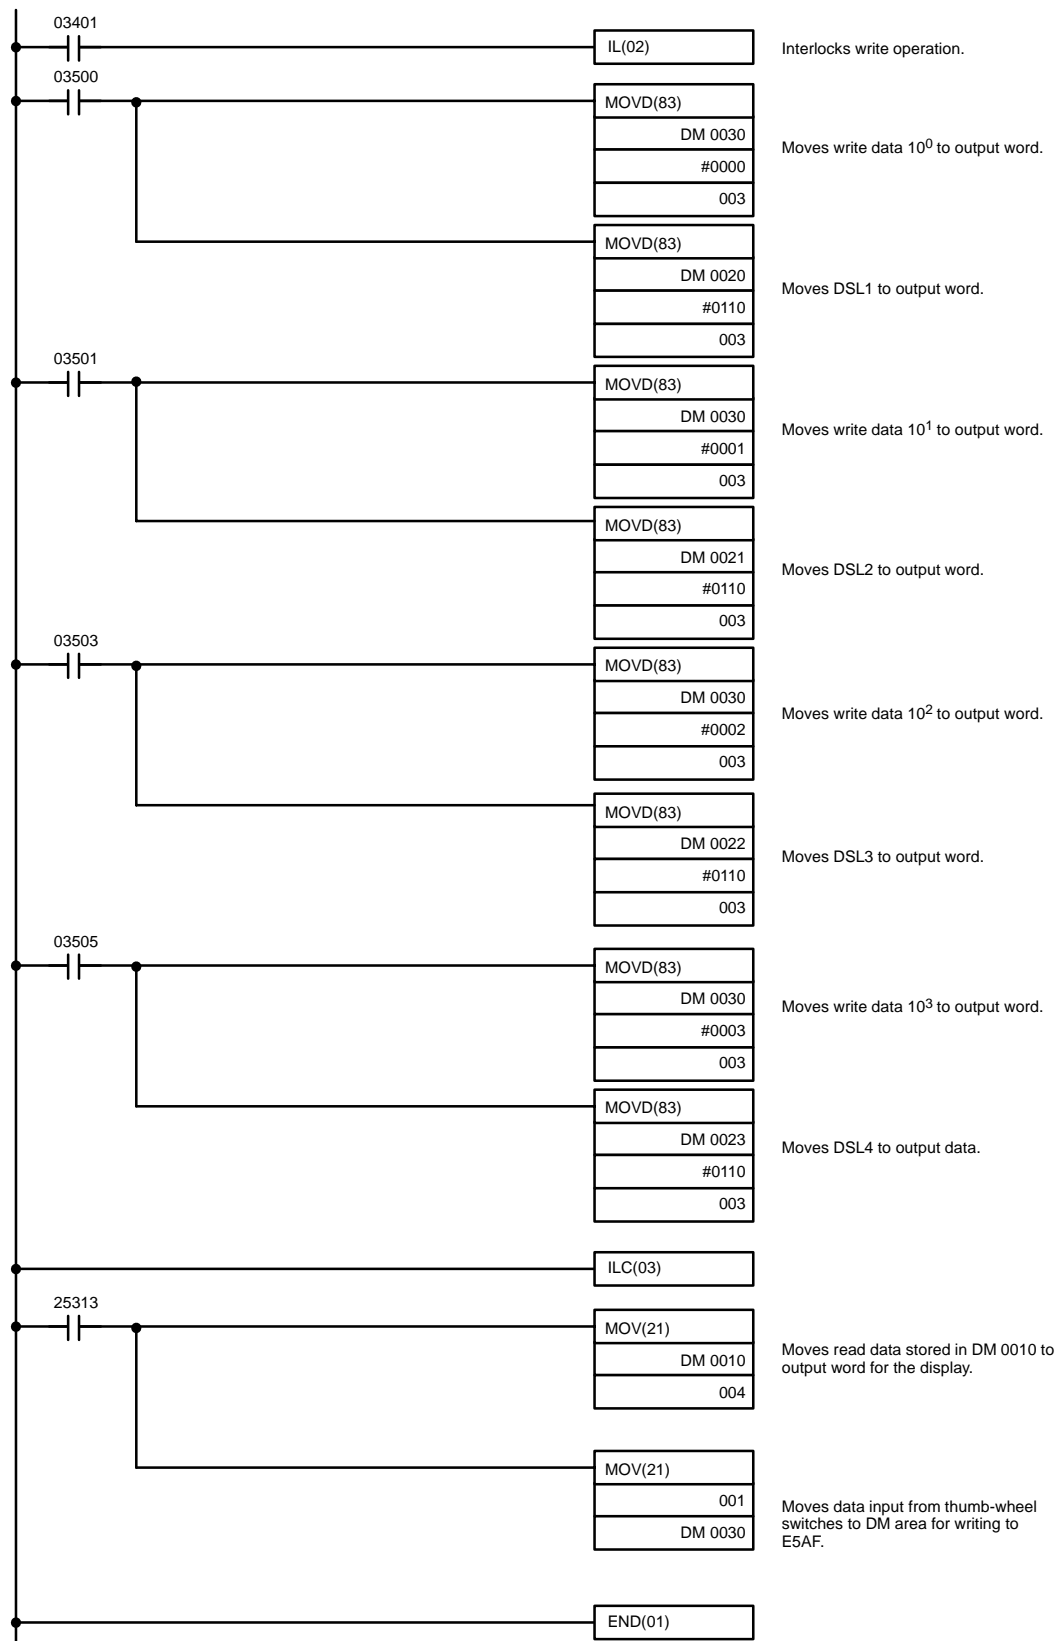 03401
IL(02)
Interlocks write operation.
03500
MOVD(83)
DM 0030
#0000
003
Moves write data 10⁰ to output word.
MOVD(83)
DM 0020
#0110
003
Moves DSL1 to output word.
03501
MOVD(83)
DM 0030
#0001
003
Moves write data 10¹ to output word.
MOVD(83)
DM 0021
#0110
003
Moves DSL2 to output word.
03503
MOVD(83)
DM 0030
#0002
003
Moves write data 10² to output word.
MOVD(83)
DM 0022
#0110
003
Moves DSL3 to output word.
03505
MOVD(83)
DM 0030
#0003
003
Moves write data 10³ to output word.
MOVD(83)
DM 0023
#0110
003
Moves DSL4 to output data.
ILC(03)
25313
MOV(21)
DM 0010
004
Moves read data stored in DM 0010 to
output word for the display.
MOV(21)
001
DM 0030
Moves data input from thumb-wheel
switches to DM area for writing to
E5AF.
END(01)